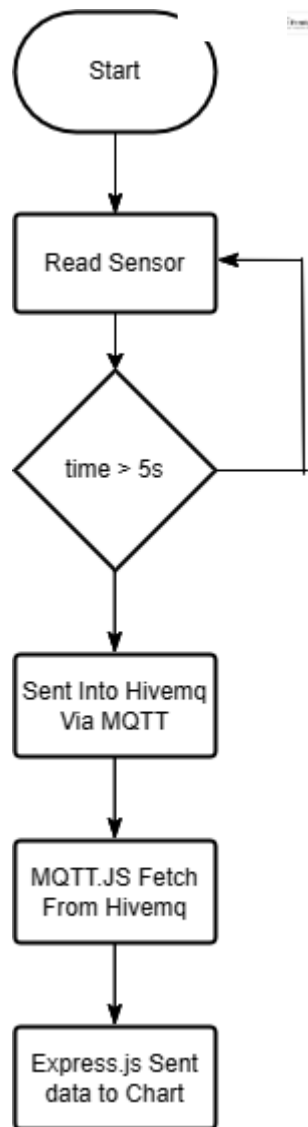 Start
Read Sensor
time > 5s
Sent Into Hivemq
Via MQTT
MQTT.JS Fetch
From Hivemq
Express.js Sent
data to Chart